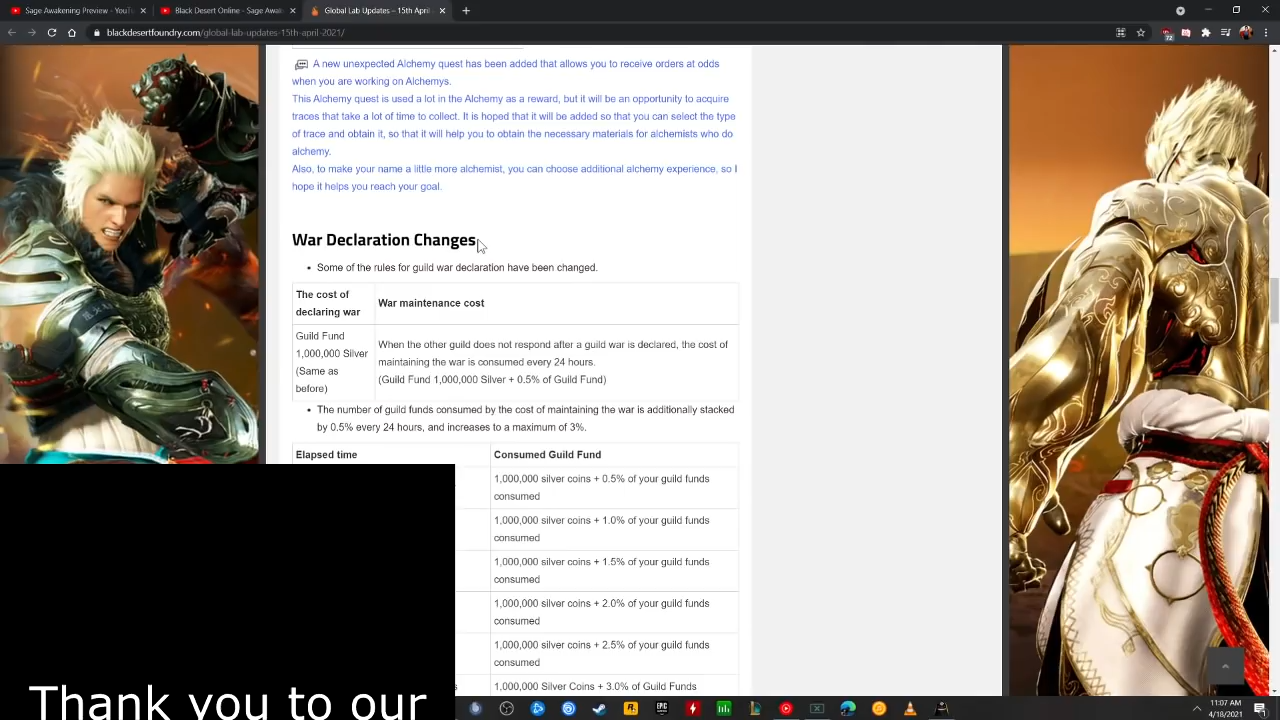 Sage Awakening Preview - YouT
Black Desert Online - Sage Awak
Global Lab Updates – 15th April
blackdesertfoundry.com/global-lab-updates-15th-april-2021/
72
A new unexpected Alchemy quest has been added that allows you to receive orders at odds
when you are working on Alchemys.
This Alchemy quest is used a lot in the Alchemy as a reward, but it will be an opportunity to acquire
traces that take a lot of time to collect. It is hoped that it will be added so that you can select the type
of trace and obtain it, so that it will help you to obtain the necessary materials for alchemists who do
alchemy.
Also, to make your name a little more alchemist, you can choose additional alchemy experience, so I
hope it helps you reach your goal.
War Declaration Changes
• Some of the rules for guild war declaration have been changed.
The cost of
declaring war
War maintenance cost
Guild Fund
1,000,000 Silver
(Same as
before)
When the other guild does not respond after a guild war is declared, the cost of
maintaining the war is consumed every 24 hours.
(Guild Fund 1,000,000 Silver + 0.5% of Guild Fund)
• The number of guild funds consumed by the cost of maintaining the war is additionally stacked
by 0.5% every 24 hours, and increases to a maximum of 3%.
Elapsed time
Consumed Guild Fund
1,000,000 silver coins + 0.5% of your guild funds
consumed
1,000,000 silver coins + 1.0% of your guild funds
consumed
1,000,000 silver coins + 1.5% of your guild funds
consumed
1,000,000 silver coins + 2.0% of your guild funds
consumed
1,000,000 silver coins + 2.5% of your guild funds
consumed
s
1,000,000 Silver Coins + 3.0% of Guild Funds
Thank you to our
EPIC
11:07 AM
4/18/2021